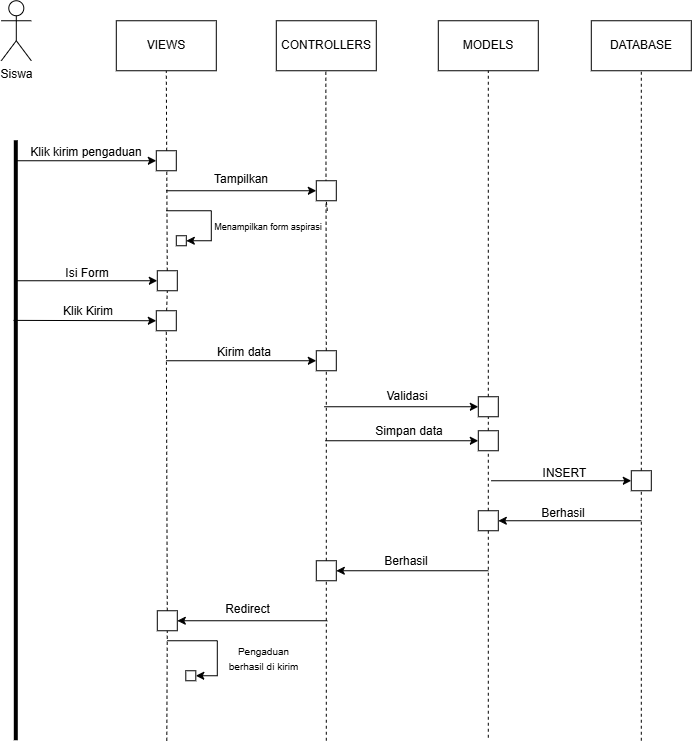 Siswa
VIEWS
CONTROLLERS
MODELS
DATABASE
Klik kirim pengaduan
Tampilkan
Menampilkan form aspirasi
Isi Form
Klik Kirim
Kirim data
Validasi
Simpan data
INSERT
Berhasil
Berhasil
Redirect
Pengaduan
berhasil di kirim